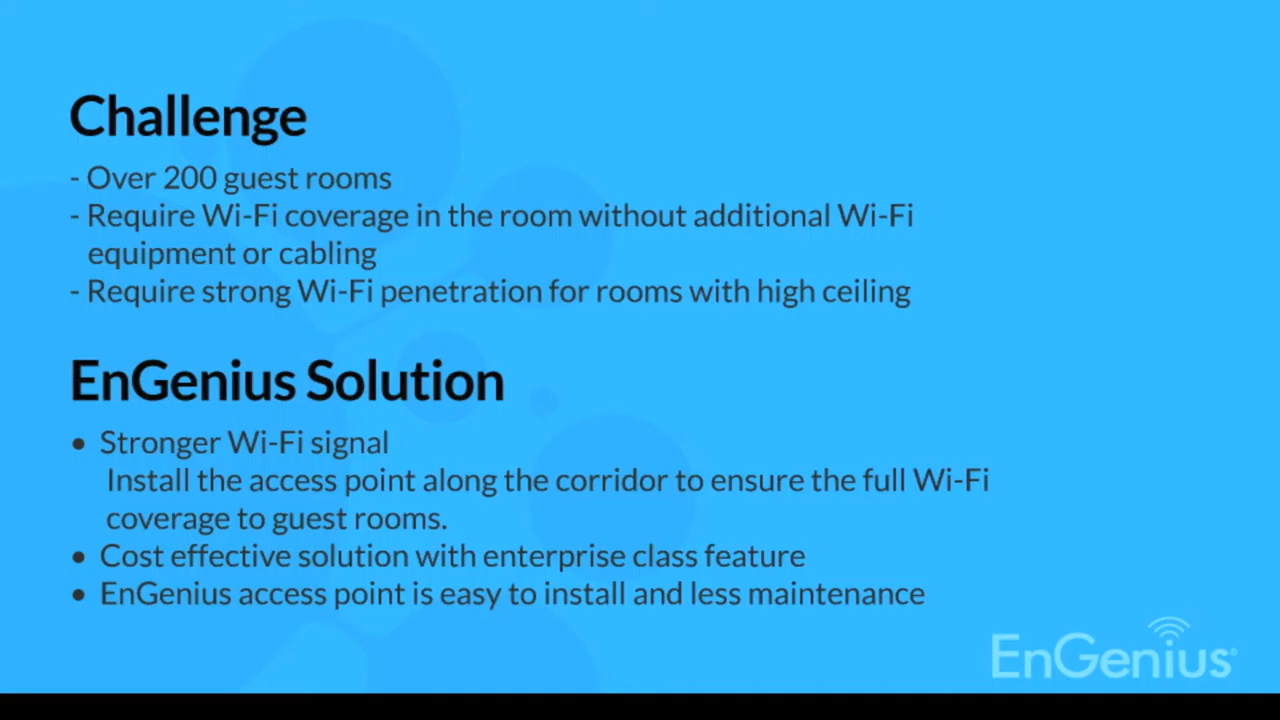 Challenge
- Over 200 guest rooms
- Require Wi-Fi coverage in the room without additional Wi-Fi
equipment or cabling
- Require strong Wi-Fi penetration for rooms with high ceiling
EnGenius Solution
• Stronger Wi-Fi signal
Install the access point along the corridor to ensure the full Wi-Fi
coverage to guest rooms.
• Cost effective solution with enterprise class feature
• EnGenius access point is easy to install and less maintenance
EnGenius®